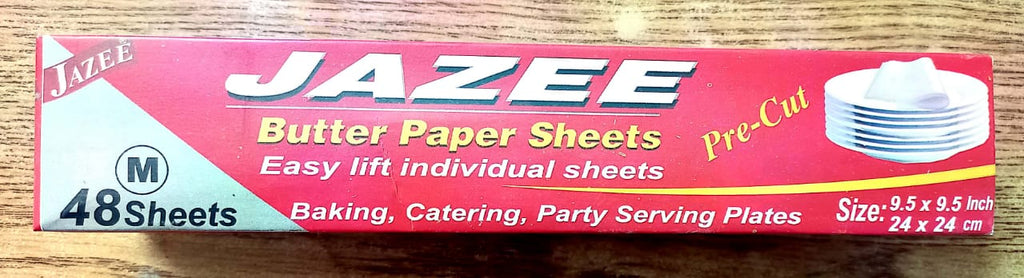 JAZEE
JAZEE
Butter Paper Sheets
Easy lift individual sheets
Pre-Cut
M
48 Sheets
Baking, Catering, Party Serving Plates
Size: 9.5 x 9.5 Inch
24 x 24 cm